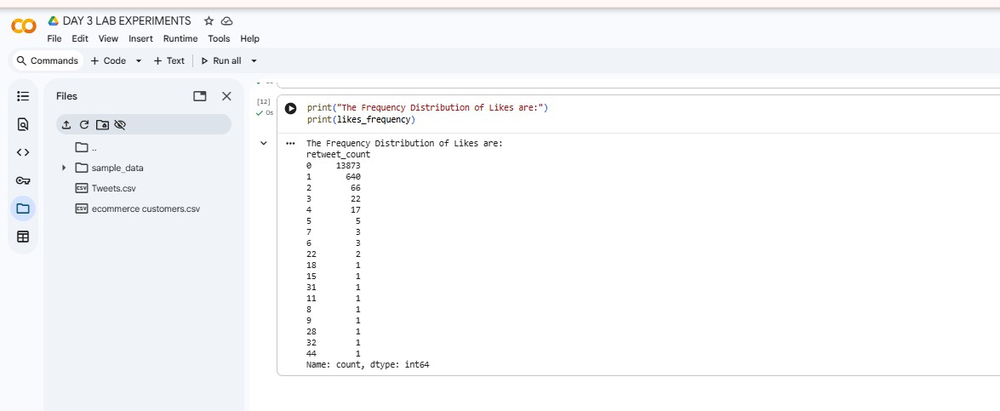 DAY 3 LAB EXPERIMENTS
File Edit View Insert Runtime Tools Help
Commands + Code + Text Run all
Files
..
sample_data
CSV Tweets.csv
CSV ecommerce customers.csv
[12]
0s
print("The Frequency Distribution of Likes are:")
print(likes_frequency)
The Frequency Distribution of Likes are:
retweet_count
0 13873
1 640
2 66
3 22
4 17
5 5
7 3
6 3
22 2
18 1
15 1
31 1
11 1
8 1
9 1
28 1
32 1
44 1
Name: count, dtype: int64